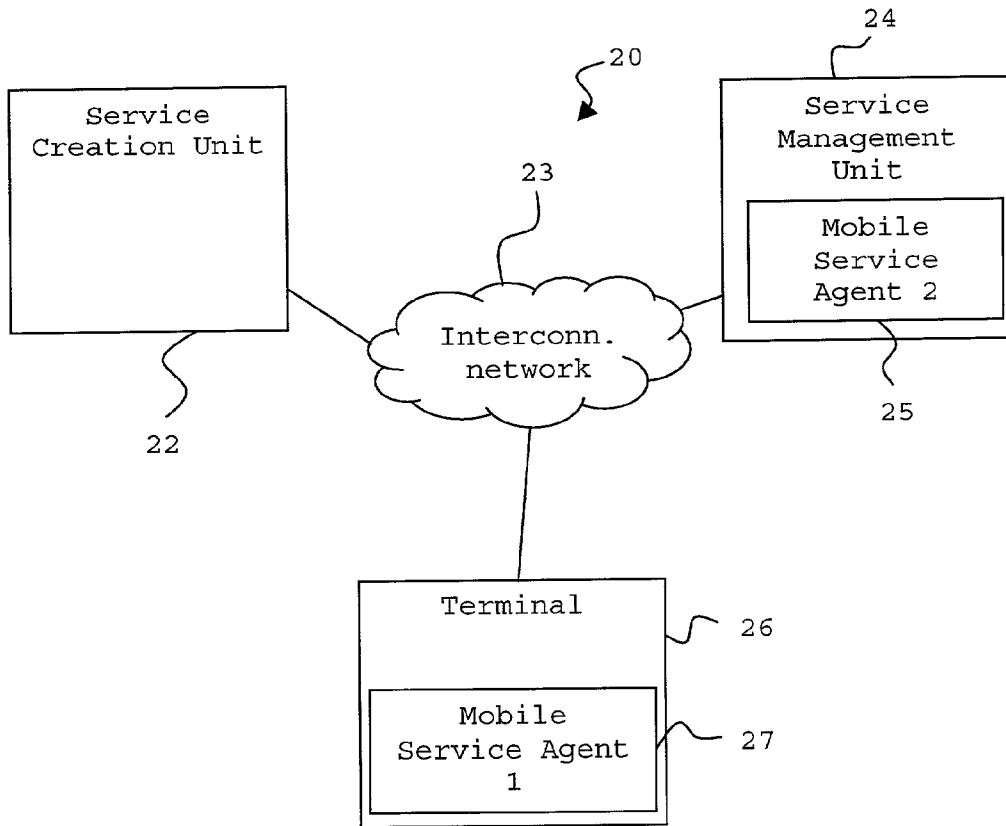 24
20
Service
Creation Unit
Service
Management
Unit
23
Mobile
Service
Agent 2
Interconn.
network
25
22
Terminal
26
Mobile
Service Agent
1
27